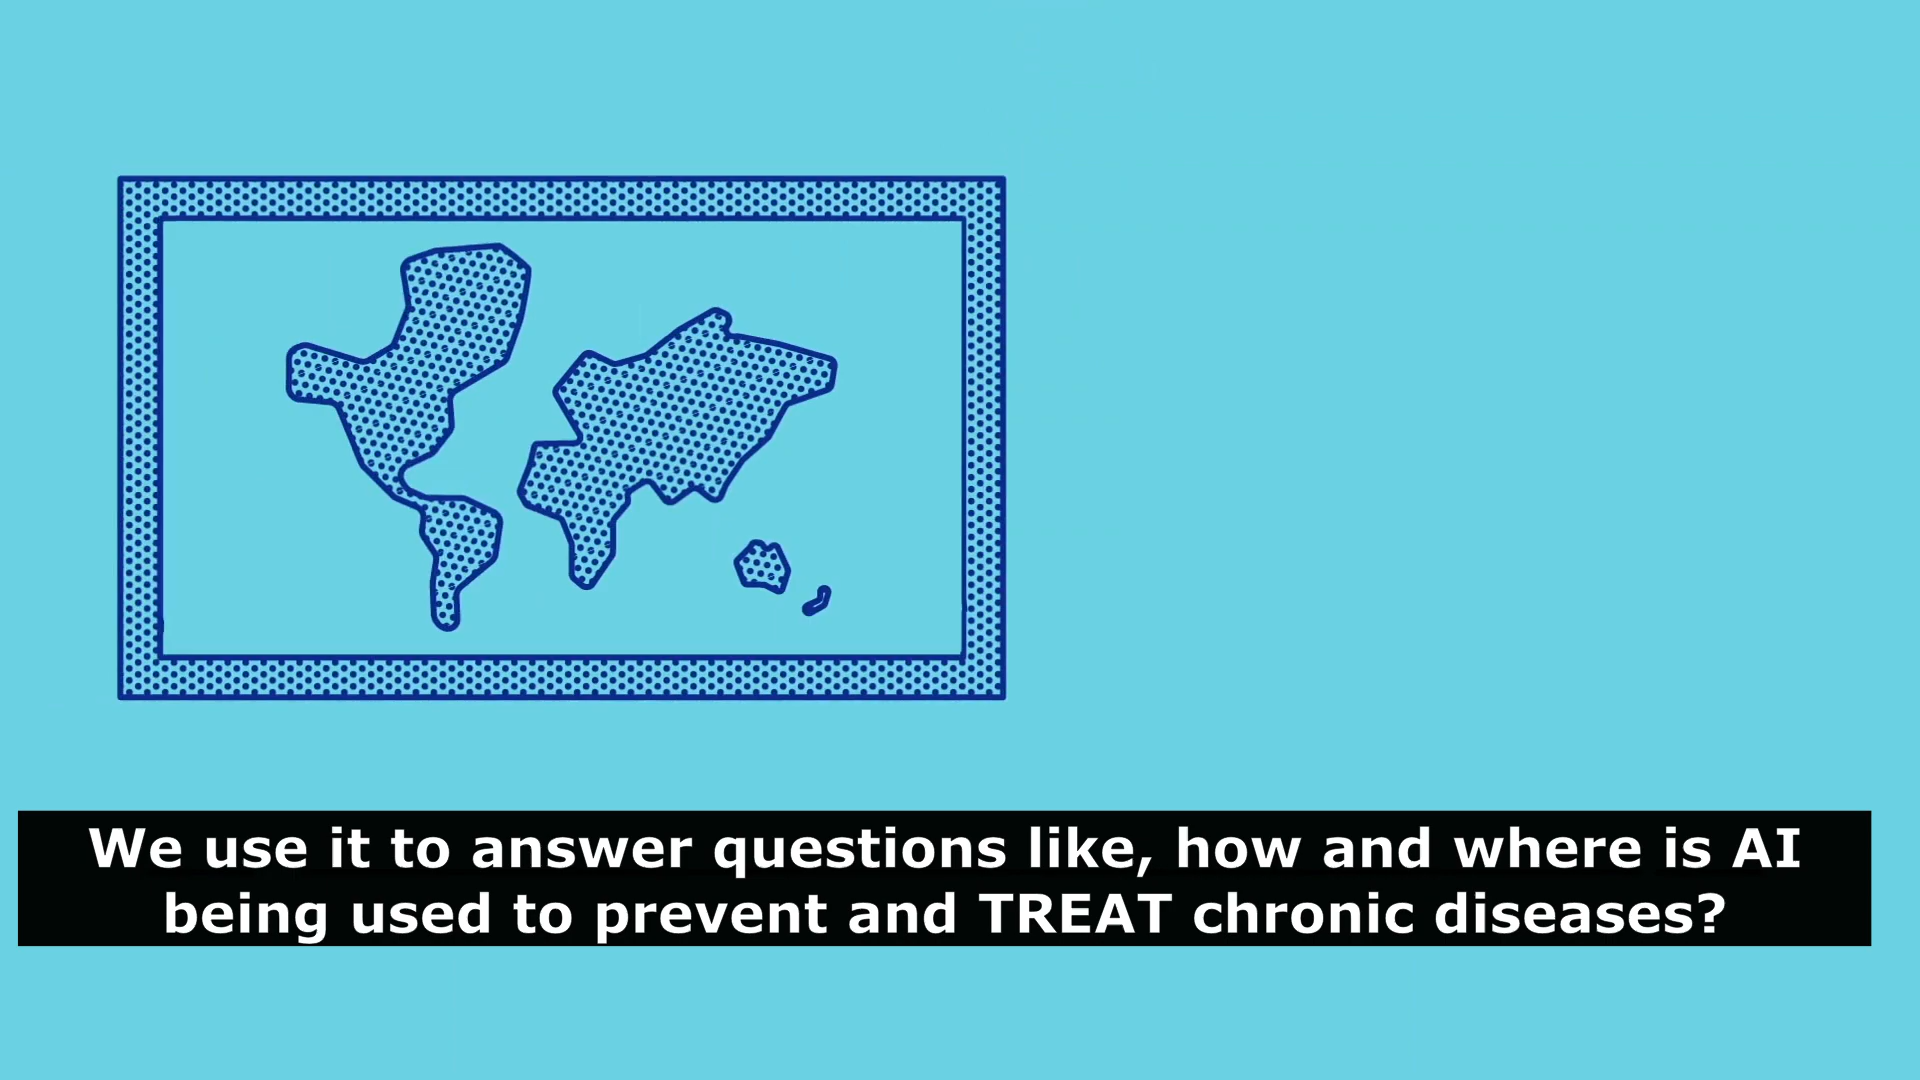 We use it to answer questions like, how and where is AI
being used to prevent and TREAT chronic diseases?